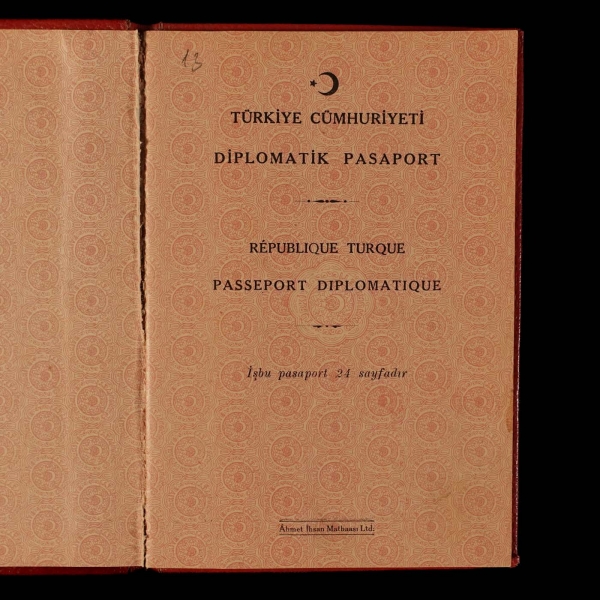 13
TÜRKİYE CÜMHURİYETİ
DİPLOMATİK PASAPORT
RÉPUBLIQUE TURQUE
PASSEPORT DIPLOMATIQUE
İşbu pasaport 24 sayfadır
Ahmet İhsan Matbaası Ltd.